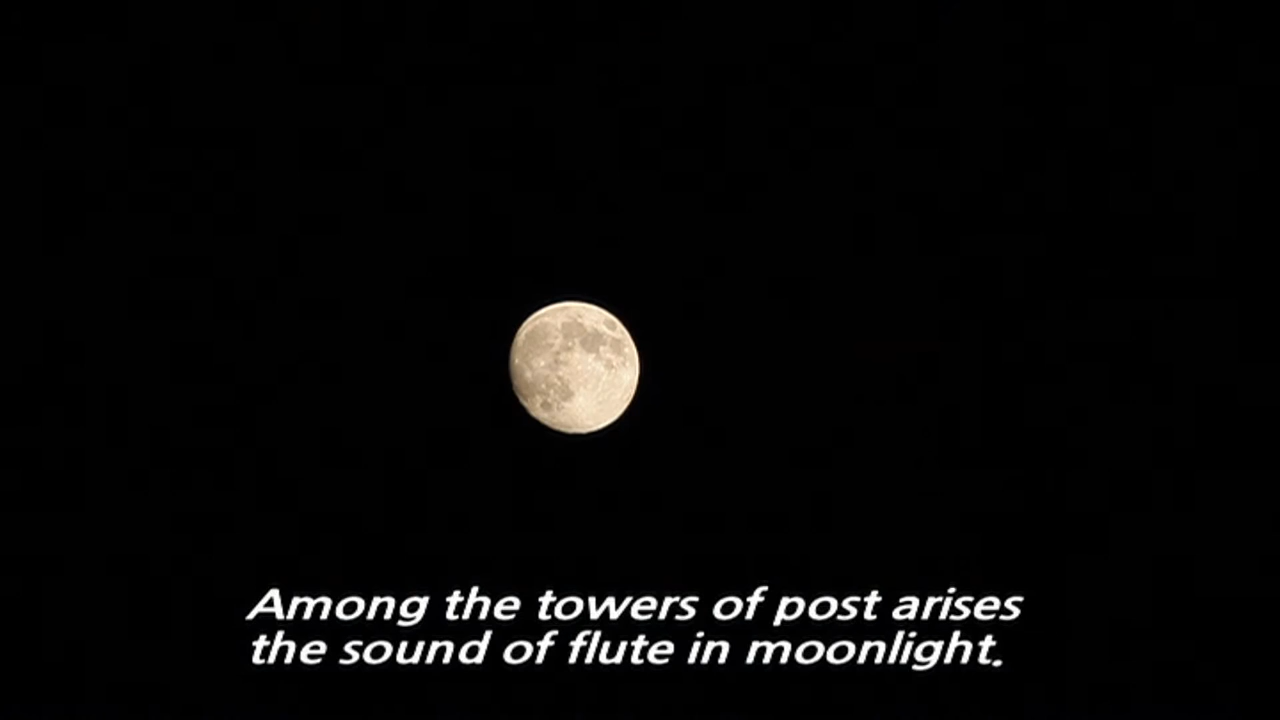 Among the towers of post arises
the sound of flute in moonlight.